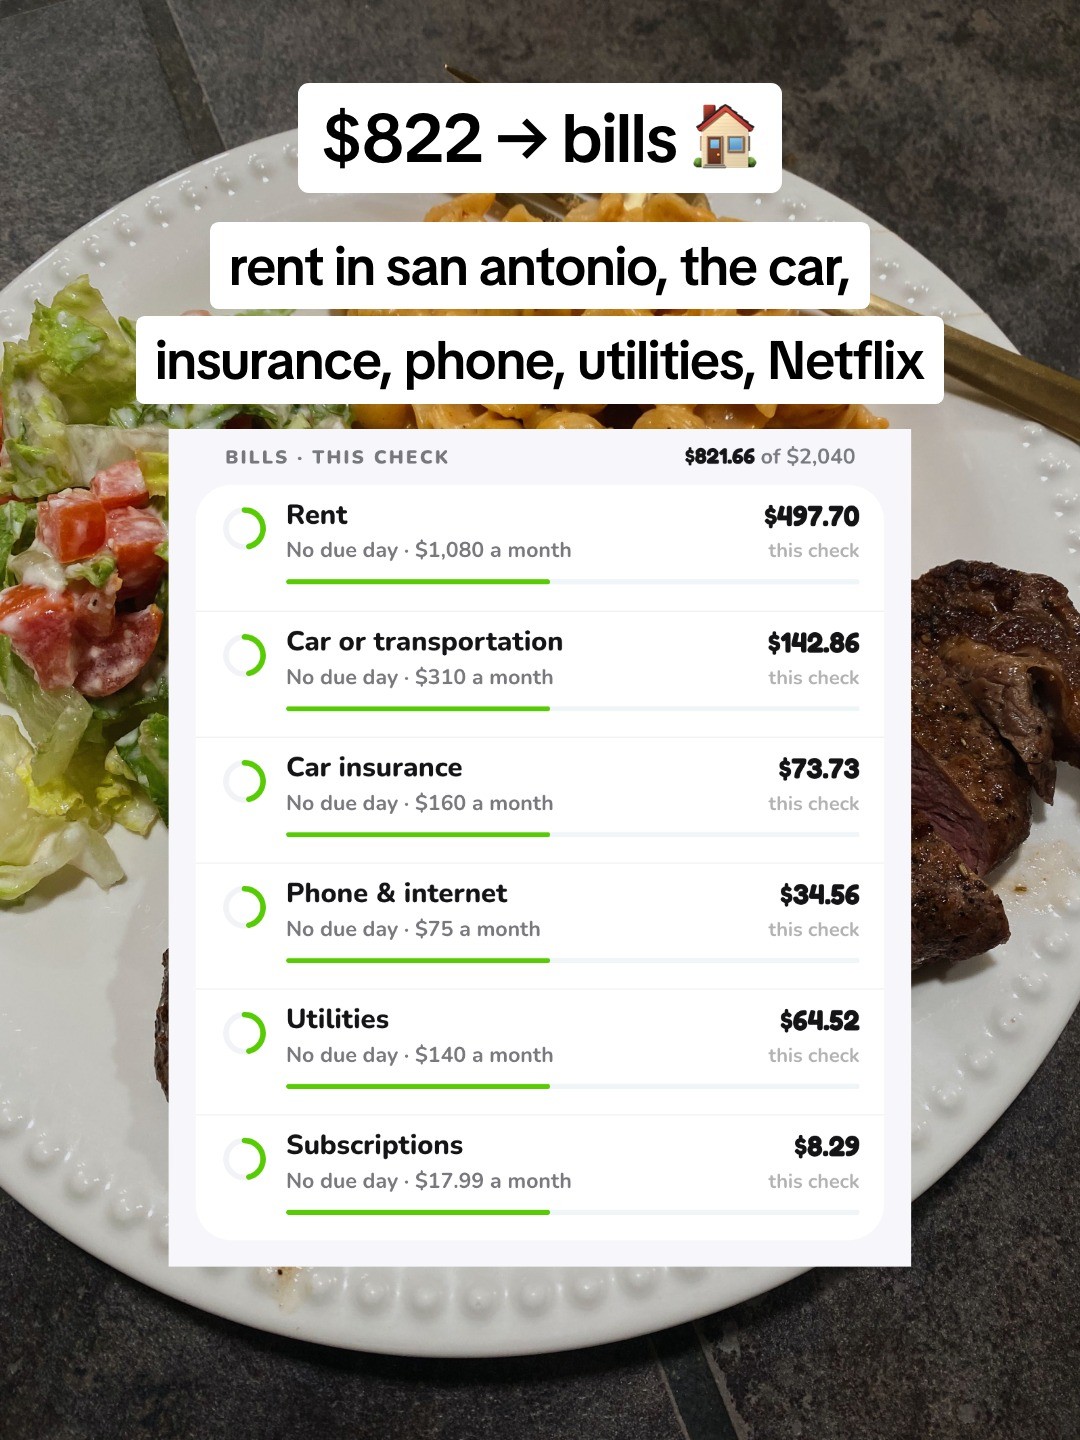 $822 → bills 🏠
rent in san antonio, the car,
insurance, phone, utilities, Netflix
BILLS · THIS CHECK $821.66 of $2,040
Rent $497.70
No due day · $1,080 a month this check
Car or transportation $142.86
No due day · $310 a month this check
Car insurance $73.73
No due day · $160 a month this check
Phone & internet $34.56
No due day · $75 a month this check
Utilities $64.52
No due day · $140 a month this check
Subscriptions $8.29
No due day · $17.99 a month this check